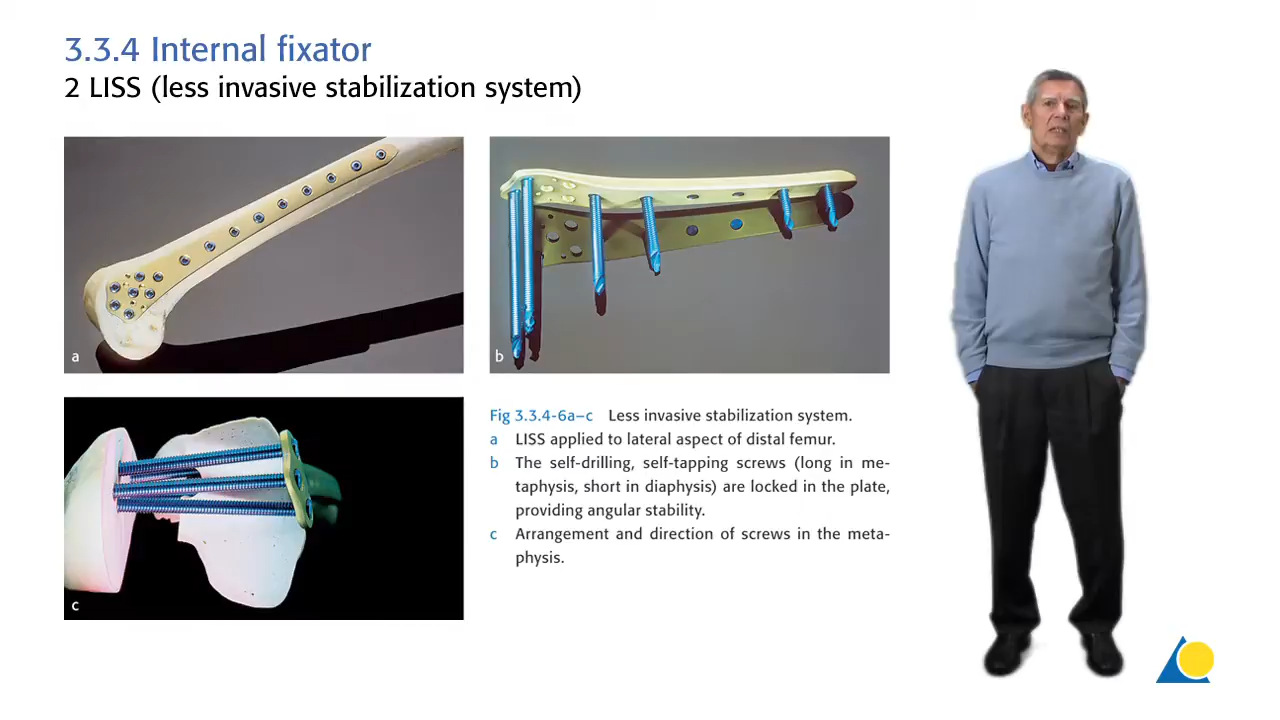 3.3.4 Internal fixator
2 LISS (less invasive stabilization system)
a
b
c
Fig 3.3.4-6a–c Less invasive stabilization system.
a LISS applied to lateral aspect of distal femur.
b The self-drilling, self-tapping screws (long in me-
taphysis, short in diaphysis) are locked in the plate,
providing angular stability.
c Arrangement and direction of screws in the meta-
physis.